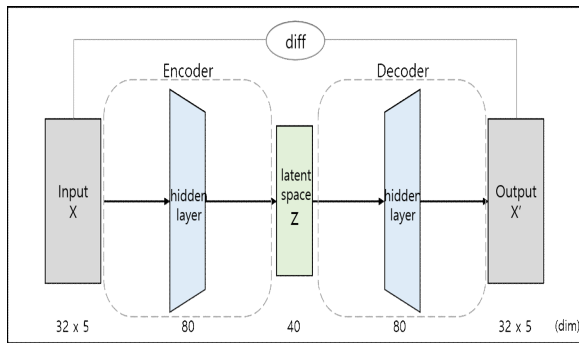 diff
Encoder
Decoder
Input
X
hidden
layer
latent
space
Z
hidden
layer
Output
X'
32 x 5
80
40
80
32 x 5
(dim)